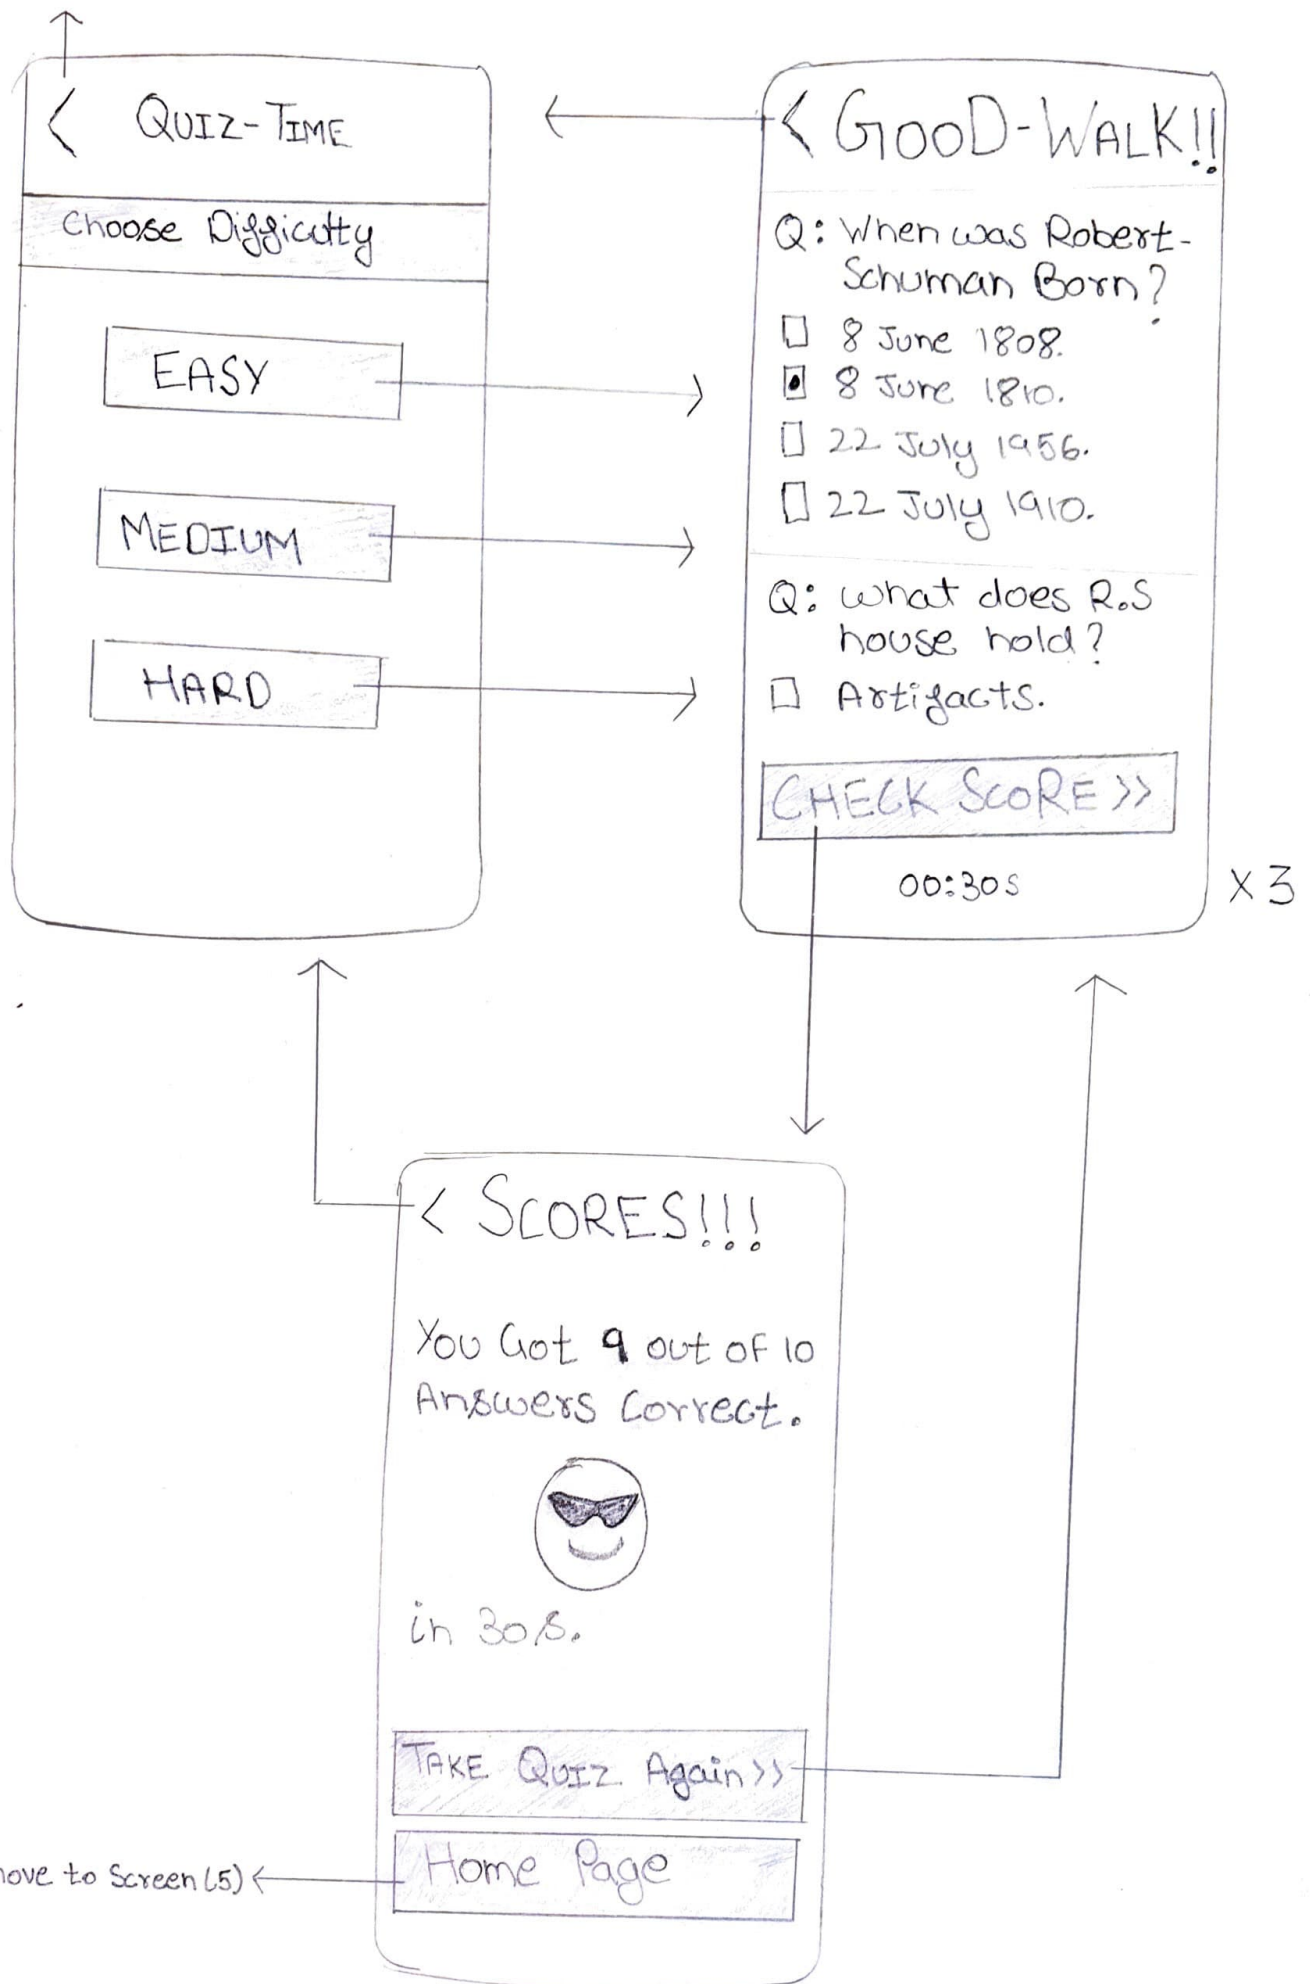 < QUIZ-TIME
Choose Difficulty
EASY
MEDIUM
HARD
< GOOD-WALK!!
Q: When was Robert-
Schuman Born?
8 June 1808.
8 June 1810.
22 July 1956.
22 July 1910.
Q: what does R.S
house hold?
Artifacts.
CHECK SCORE >>
00:30s
X3
< SCORES!!!
You Got 9 out of 10
Answers Correct.
in 30s.
TAKE QUIZ Again >>
Home Page
move to Screen (5)